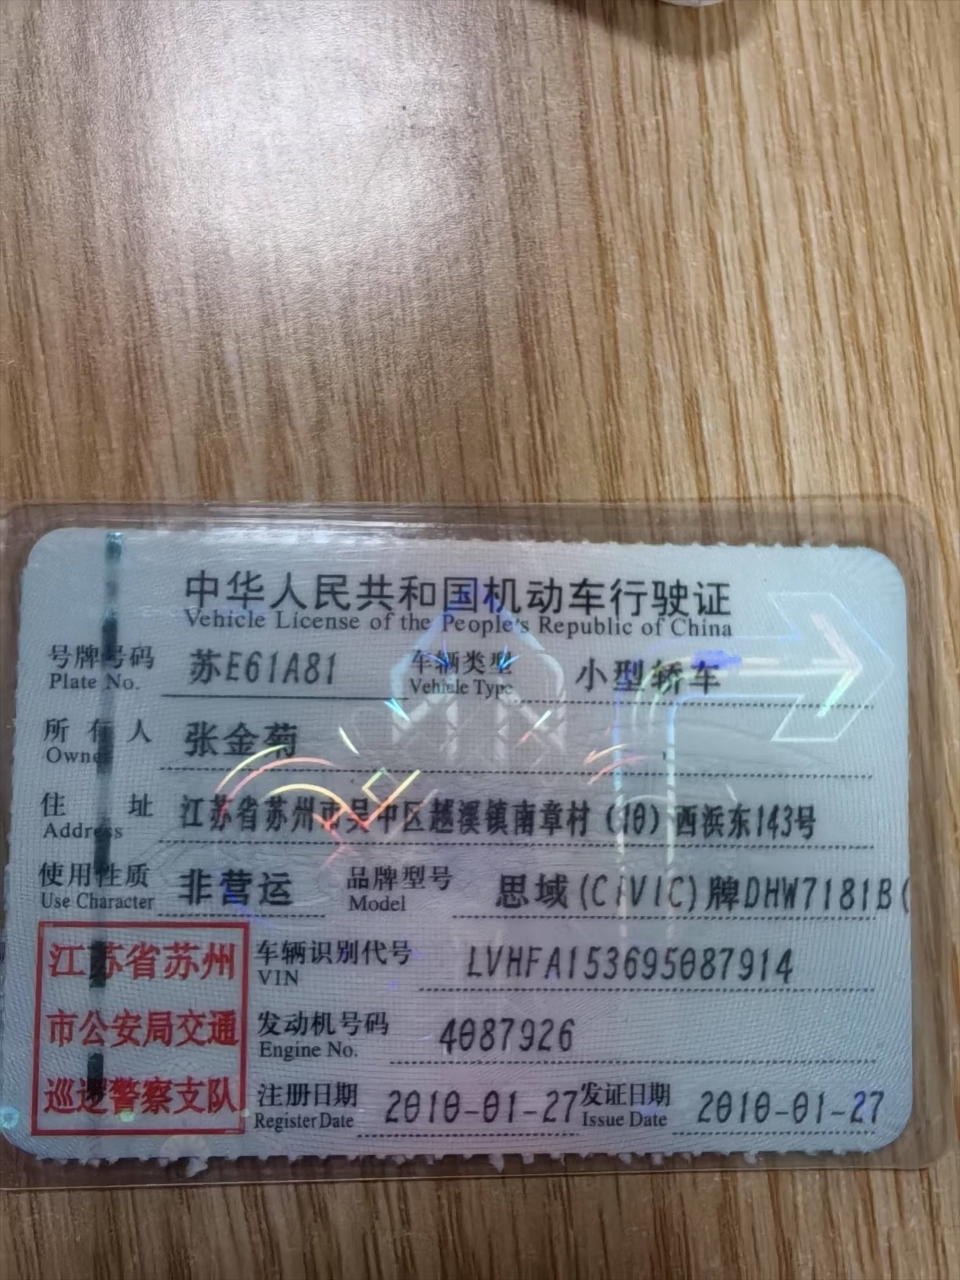 中华人民共和国机动车行驶证
Vehicle License of the People's Republic of China
号牌号码 苏E61A81 车辆类型 小型轿车
Plate No. Vehicle Type
所有人 张金菊
Owner
住址 江苏省苏州市吴中区越溪镇南章村（10）西浜东143号
Address
使用性质 非营运 品牌型号 思域(CIVIC)牌DHW7181B(
Use Character Model
江苏省苏州
市公安局交通
巡逻警察支队
车辆识别代号 LVHFA153695087914
VIN
发动机号码 4087926
Engine No.
注册日期 2010-01-27 发证日期 2010-01-27
Register Date Issue Date